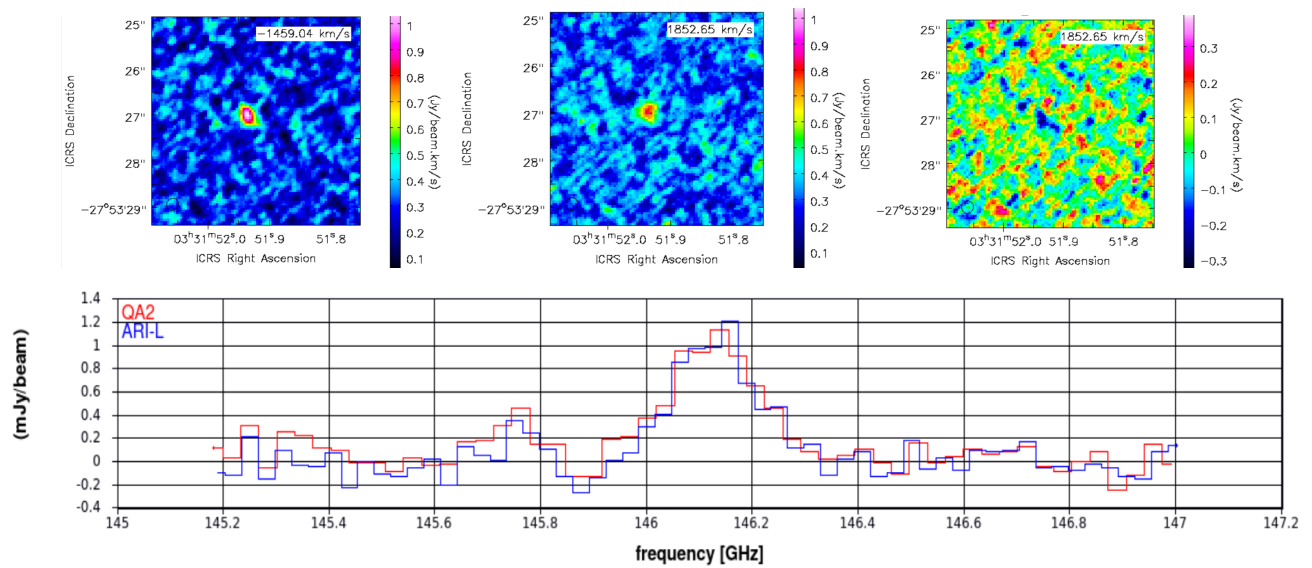 25"
26"
27"
28"
−27°53'29"
ICRS Declination
−1459.04 km/s
03ʰ31ᵐ52ˢ.0 51ˢ.9 51ˢ.8
ICRS Right Ascension
1
0.9
0.8
0.7
0.6
0.5
0.4
0.3
0.2
0.1
(Jy/beam.km/s)
25"
26"
27"
28"
−27°53'29"
ICRS Declination
1852.65 km/s
03ʰ31ᵐ52ˢ.0 51ˢ.9 51ˢ.8
ICRS Right Ascension
1
0.9
0.8
0.7
0.6
0.5
0.4
0.3
0.2
0.1
(Jy/beam.km/s)
25"
26"
27"
28"
−27°53'29"
ICRS Declination
1852.65 km/s
03ʰ31ᵐ52ˢ.0 51ˢ.9 51ˢ.8
ICRS Right Ascension
0.3
0.2
0.1
0
−0.1
−0.2
−0.3
(Jy/beam.km/s)
QA2
ARI-L
(mJy/beam)
1.4
1.2
1
0.8
0.6
0.4
0.2
0
-0.2
-0.4
145 145.2 145.4 145.6 145.8 146 146.2 146.4 146.6 146.8 147 147.2
frequency [GHz]